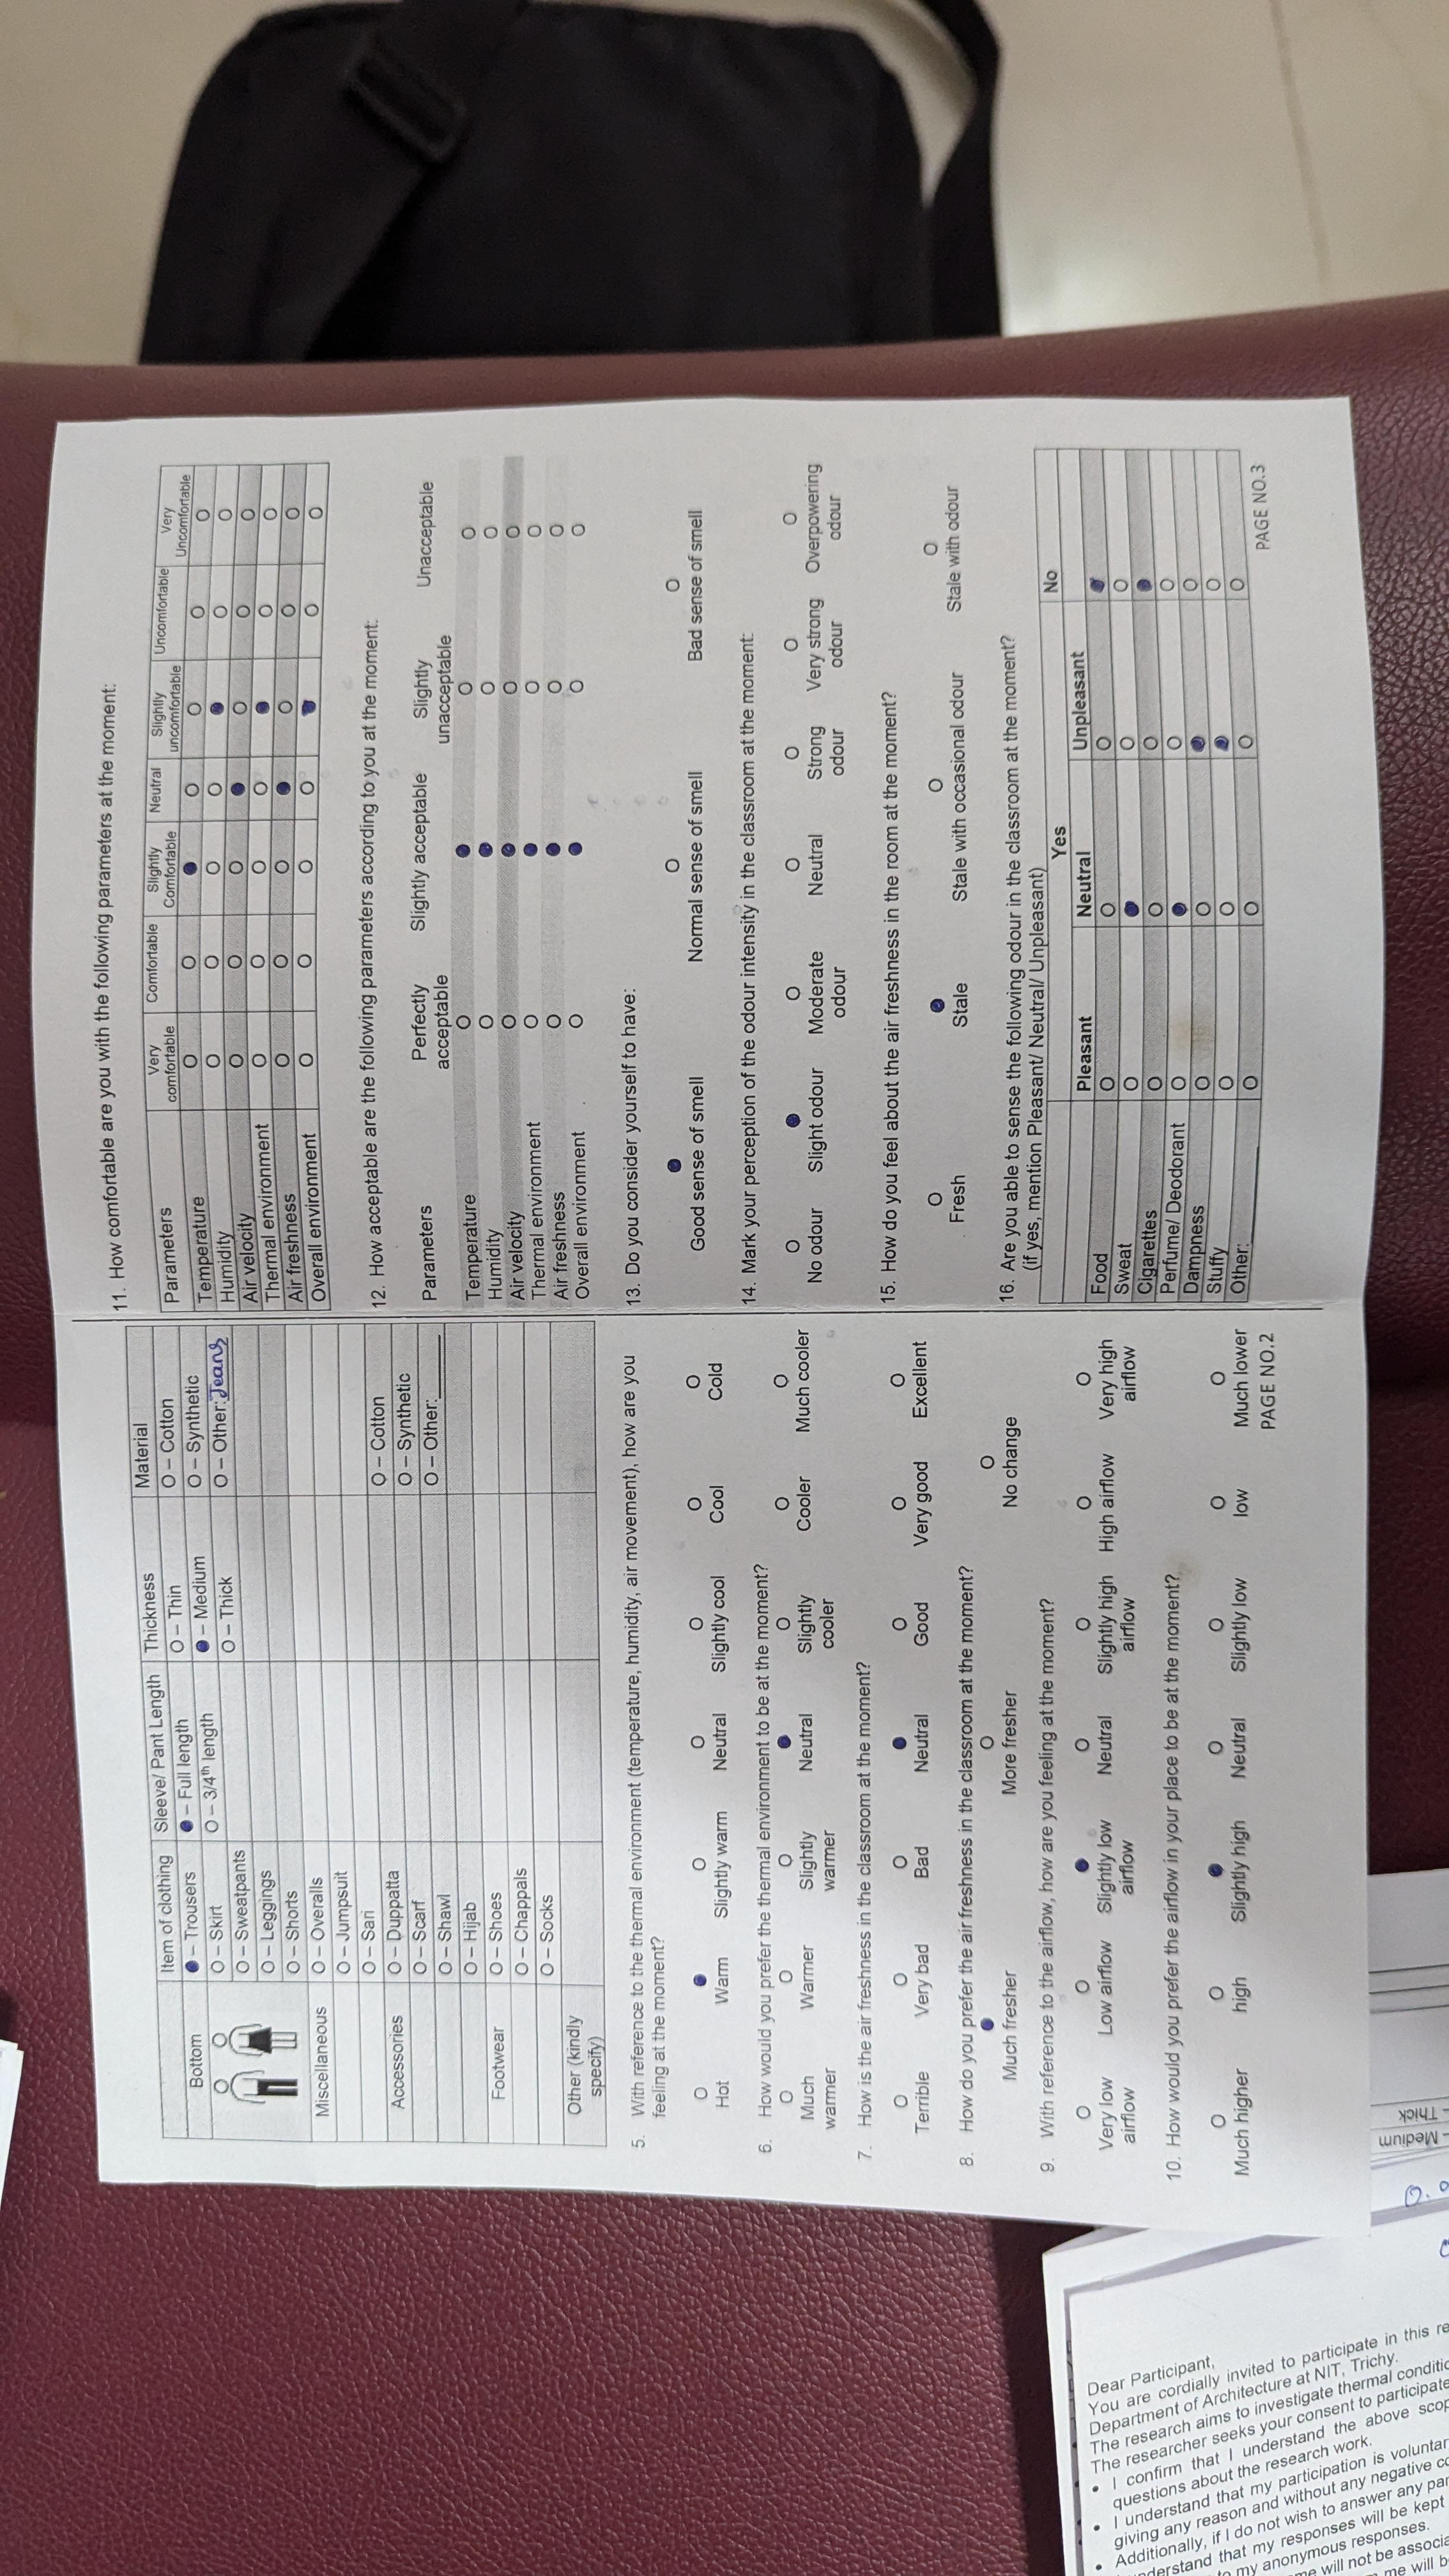 Item of clothing Sleeve/ Pant Length Thickness Material
Bottom
● – Trousers ● – Full length O – Thin O – Cotton
O – Skirt O – 3/4th length ● – Medium O – Synthetic
O – Sweatpants O – Thick O – Other: Jeans
O – Leggings
O – Shorts
Miscellaneous O – Overalls
O – Jumpsuit
O – Sari
Accessories O – Duppatta O – Cotton
O – Scarf O – Synthetic
O – Shawl O – Other:
O – Hijab
Footwear O – Shoes
O – Chappals
O – Socks
Other (kindly specify)
5. With reference to the thermal environment (temperature, humidity, air movement), how are you
feeling at the moment?
O ● O O O O O
Hot Warm Slightly warm Neutral Slightly cool Cool Cold
6. How would you prefer the thermal environment to be at the moment?
O O O ● O O O
Much warmer Warmer Slightly warmer Neutral Slightly cooler Cooler Much cooler
7. How is the air freshness in the classroom at the moment?
O O O ● O O O
Terrible Very bad Bad Neutral Good Very good Excellent
8. How do you prefer the air freshness in the classroom at the moment?
● O O
Much fresher More fresher No change
9. With reference to the airflow, how are you feeling at the moment?
O O ● O O O O
Very low airflow Low airflow Slightly low airflow Neutral Slightly high airflow High airflow Very high airflow
10. How would you prefer the airflow in your place to be at the moment?
O O ● O O O O
Much higher high Slightly high Neutral Slightly low low Much lower
PAGE NO.2
11. How comfortable are you with the following parameters at the moment:
Parameters Very comfortable Comfortable Slightly Comfortable Neutral Slightly uncomfortable Uncomfortable Very Uncomfortable
Temperature O O ● O O O O
Humidity O O O O ● O O
Air velocity O O O ● O O O
Thermal environment O O O O ● O O
Air freshness O O O ● O O O
Overall environment O O O O ● O O
12. How acceptable are the following parameters according to you at the moment:
Parameters Perfectly acceptable Slightly acceptable Slightly unacceptable Unacceptable
Temperature O ● O O
Humidity O ● O O
Air velocity O ● O O
Thermal environment O ● O O
Air freshness O ● O O
Overall environment O ● O O
13. Do you consider yourself to have:
● O O
Good sense of smell Normal sense of smell Bad sense of smell
14. Mark your perception of the odour intensity in the classroom at the moment:
O ● O O O O O
No odour Slight odour Moderate odour Neutral Strong odour Very strong odour Overpowering odour
15. How do you feel about the air freshness in the room at the moment?
O ● O O
Fresh Stale Stale with occasional odour Stale with odour
16. Are you able to sense the following odour in the classroom at the moment?
(If yes, mention Pleasant/ Neutral/ Unpleasant)
Yes No
Pleasant Neutral Unpleasant
Food O O O ●
Sweat O ● O O
Cigarettes O O O ●
Perfume/ Deodorant O ● O O
Dampness O O ● O
Stuffy O O ● O
Other: O O O O
PAGE NO.3
Dear Participant,
You are cordially invited to participate in this re
Department of Architecture at NIT, Trichy.
The research aims to investigate thermal conditic
The researcher seeks your consent to participate
• I confirm that I understand the above scop
questions about the research work.
• I understand that my participation is voluntar
giving any reason and without any negative co
Additionally, if I do not wish to answer any par
• understand that my responses will be kept
to my anonymous responses.
me will not be associa
me will b
– Medium
– Thick